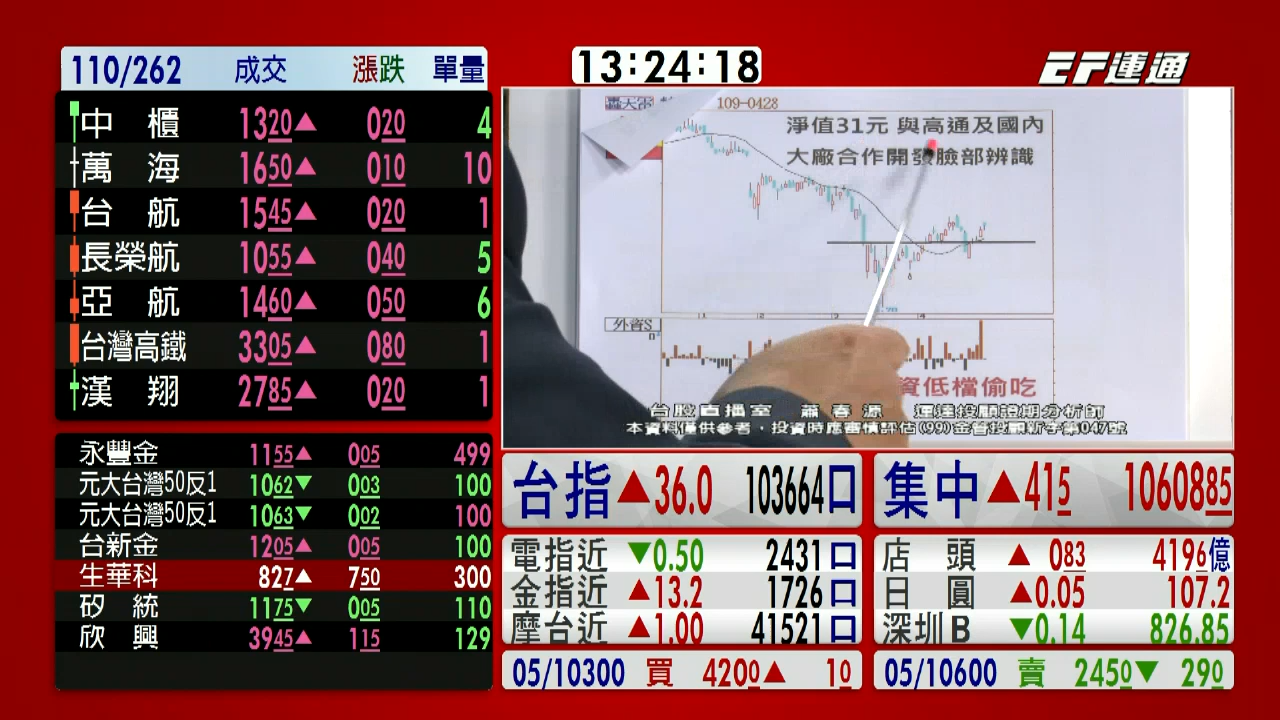 110/262 成交 漲跌 單量
13:24:18
EF運通
中櫃 1320▲ 020 4
萬海 1650▲ 010 10
台航 1545▲ 020 1
長榮航 1055▲ 040 5
亞航 1460▲ 050 6
台灣高鐵 3305▲ 080 1
漢翔 2785▲ 020 1
永豐金 1155▲ 005 499
元大台灣50反1 1062▼ 003 100
元大台灣50反1 1063▼ 002 100
台新金 1205▲ 005 100
生華科 827▲ 750 300
矽統 1175▼ 005 110
欣興 3945▲ 115 129
109-0428
淨值31元 與高通及國內
大廠合作開發臉部辨識
外資
資低檔偷吃
台股直播室 蕭春源 運達投顧證期分析師
本資料僅供參考，投資時應審慎評估(99)金管投顧新字第047號
台指▲36.0 103664口
集中▲415 1060885
電指近 ▼0.50 2431口
金指近 ▲13.2 1726口
摩台近 ▲1.00 41521口
店頭 ▲ 083 4196億
日圓 ▲0.05 107.2
深圳B ▼0.14 826.85
05/10300 買 4200▲ 10
05/10600 賣 2450▼ 290